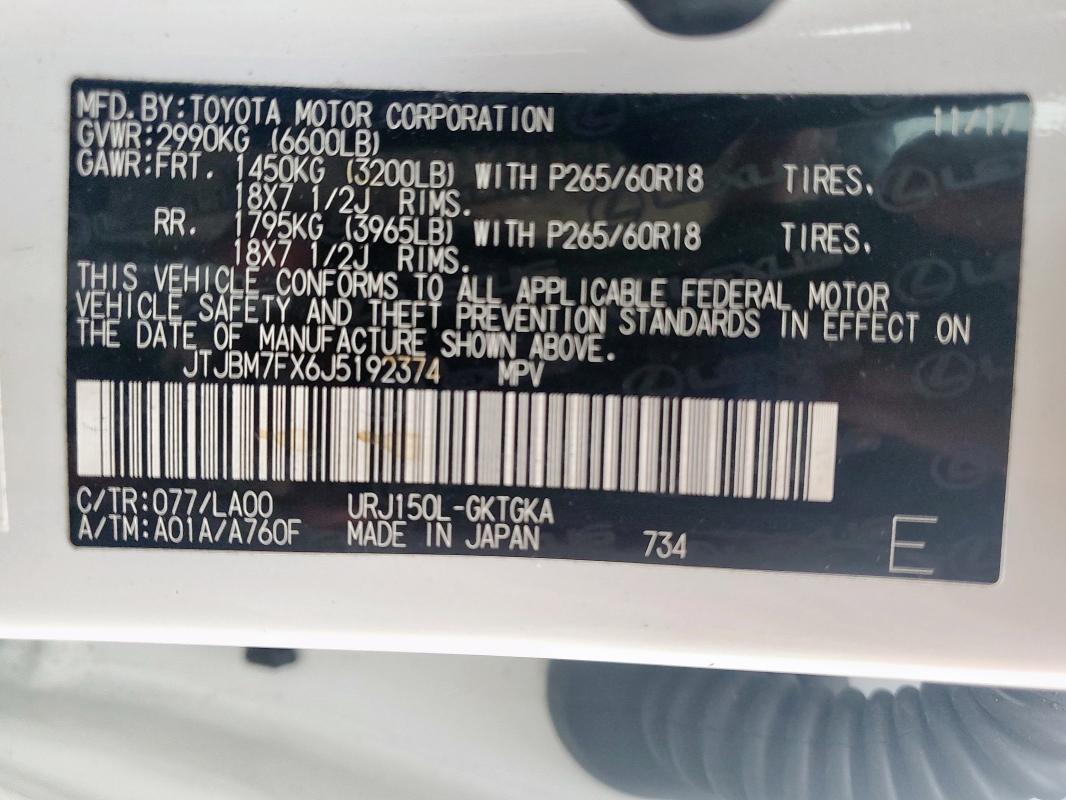 MFD. BY: TOYOTA MOTOR CORPORATION 11/17
GVWR: 2990KG (6600LB)
GAWR: FRT. 1450KG (3200LB) WITH P265/60R18 TIRES,
18X7 1/2J RIMS.
RR. 1795KG (3965LB) WITH P265/60R18 TIRES,
18X7 1/2J RIMS.
THIS VEHICLE CONFORMS TO ALL APPLICABLE FEDERAL MOTOR
VEHICLE SAFETY AND THEFT PREVENTION STANDARDS IN EFFECT ON
THE DATE OF MANUFACTURE SHOWN ABOVE.
JTJBM7FX6J5192374 MPV
C/TR: 077/LA00 URJ150L-GKTGKA
A/TM: A01A/A760F MADE IN JAPAN 734 E